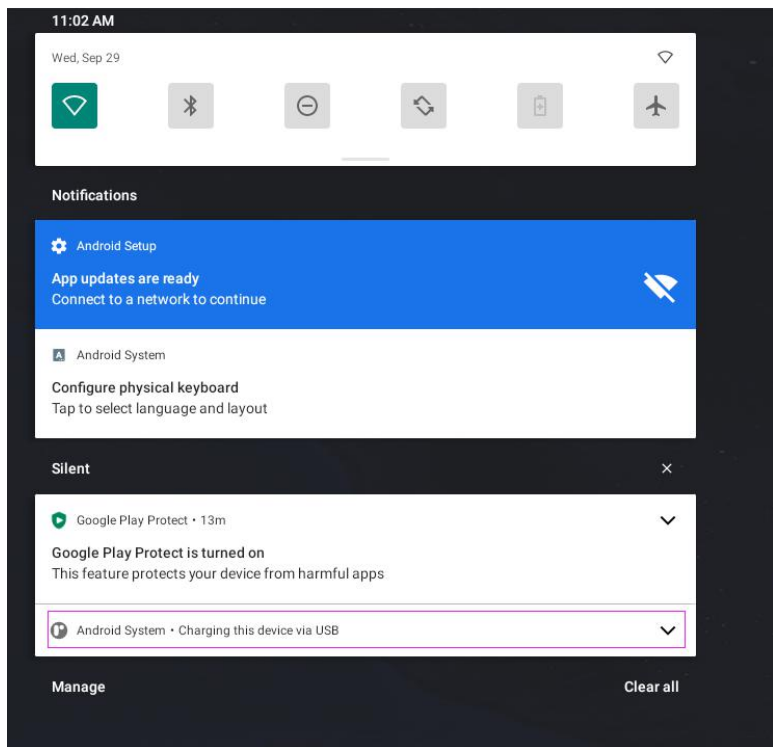 11:02 AM
Wed, Sep 29
Notifications
Android Setup
App updates are ready
Connect to a network to continue
A Android System
Configure physical keyboard
Tap to select language and layout
Silent
Google Play Protect • 13m
Google Play Protect is turned on
This feature protects your device from harmful apps
Android System • Charging this device via USB
Manage Clear all